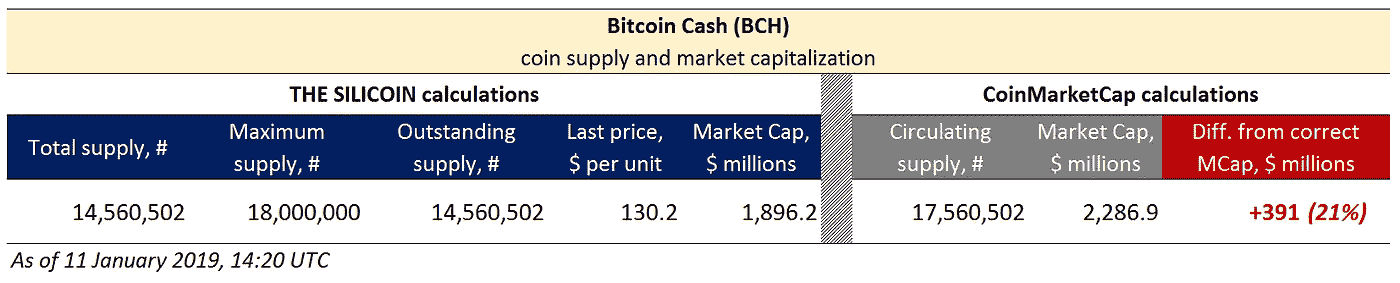 Bitcoin Cash (BCH)
coin supply and market capitalization
THE SILICOIN calculations CoinMarketCap calculations
Total supply, # Maximum supply, # Outstanding supply, # Last price, $ per unit Market Cap, $ millions Circulating supply, # Market Cap, $ millions Diff. from correct MCap, $ millions
14,560,502 18,000,000 14,560,502 130.2 1,896.2 17,560,502 2,286.9 +391 (21%)
As of 11 January 2019, 14:20 UTC